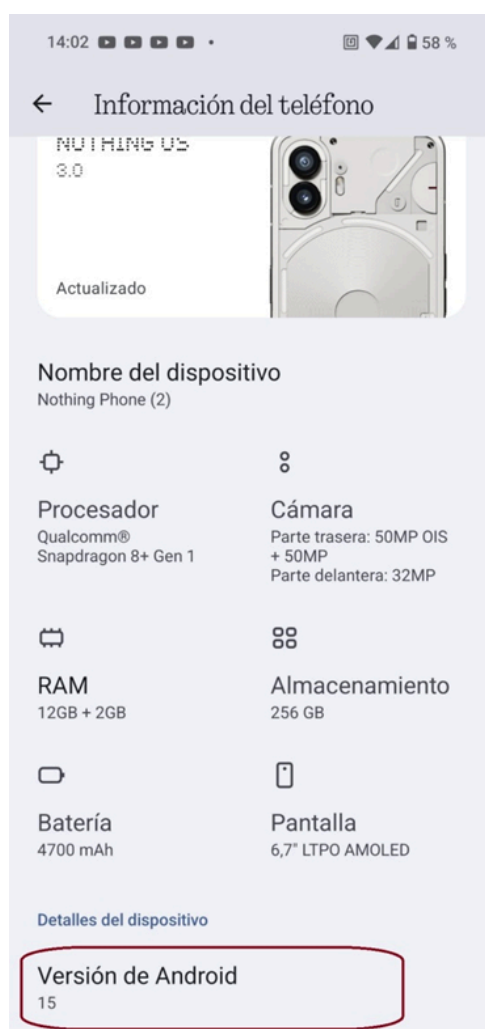 14:02 58 %
Información del teléfono
NOTHING OS
3.0
Actualizado
Nombre del dispositivo
Nothing Phone (2)
Procesador
Qualcomm®
Snapdragon 8+ Gen 1
Cámara
Parte trasera: 50MP OIS
+ 50MP
Parte delantera: 32MP
RAM
12GB + 2GB
Almacenamiento
256 GB
Batería
4700 mAh
Pantalla
6,7" LTPO AMOLED
Detalles del dispositivo
Versión de Android
15